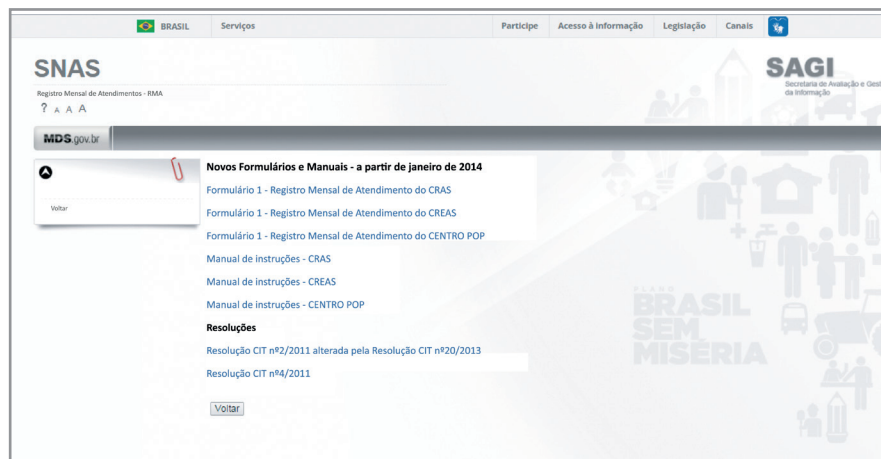 BRASIL Serviços Participe Acesso à informação Legislação Canais
SNAS
SAGI
Secretaria de Avaliação e Gest
da Informação
Registro Mensal de Atendimentos - RMA
? A A A
MDS.gov.br
Novos Formulários e Manuais - a partir de janeiro de 2014
Formulário 1 - Registro Mensal de Atendimento do CRAS
Voltar
Formulário 1 - Registro Mensal de Atendimento do CREAS
Formulário 1 - Registro Mensal de Atendimento do CENTRO POP
Manual de instruções - CRAS
Manual de instruções - CREAS
Manual de instruções - CENTRO POP
Resoluções
Resolução CIT nº2/2011 alterada pela Resolução CIT nº20/2013
Resolução CIT nº4/2011
Voltar
PLANO
BRASIL
SEM
MISÉRIA